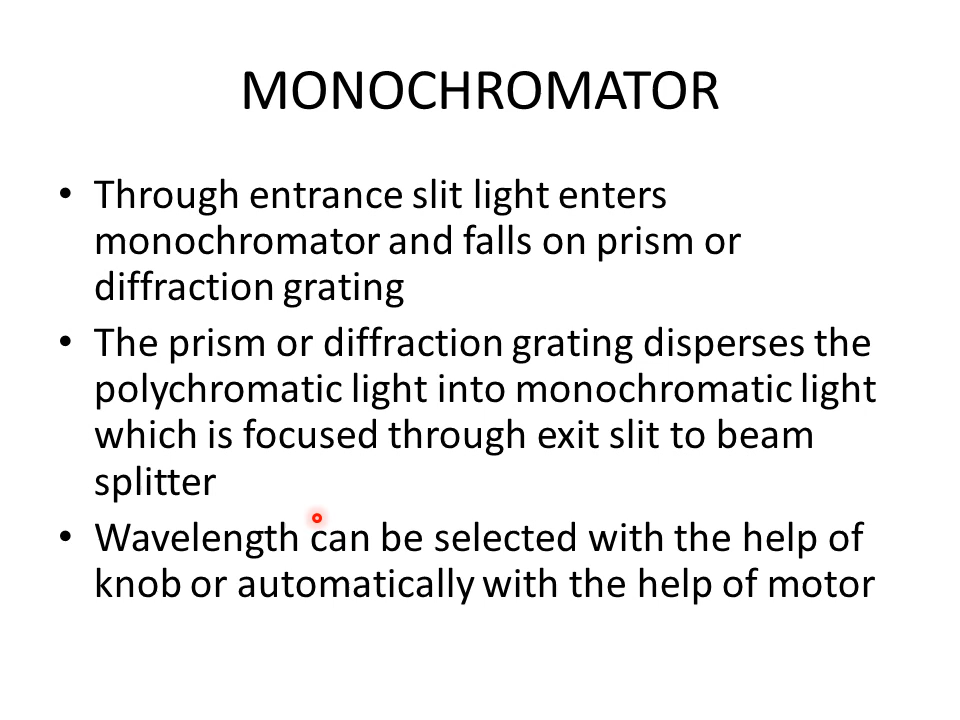 MONOCHROMATOR
• Through entrance slit light enters
monochromator and falls on prism or
diffraction grating
• The prism or diffraction grating disperses the
polychromatic light into monochromatic light
which is focused through exit slit to beam
splitter
• Wavelength can be selected with the help of
knob or automatically with the help of motor